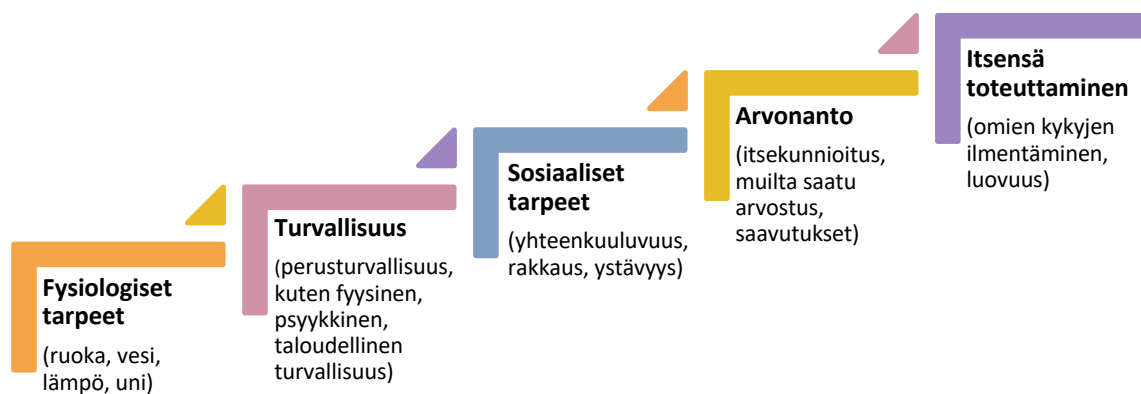 Fysiologiset
tarpeet
(ruoka, vesi,
lämpö, uni)
Turvallisuus
(perusturvallisuus,
kuten fyysinen,
psyykkinen,
taloudellinen
turvallisuus)
Sosiaaliset
tarpeet
(yhteenkuuluvuus,
rakkaus, ystävyys)
Arvonanto
(itsekunnioitus,
muilta saatu
arvostus,
saavutukset)
Itsensä
toteuttaminen
(omien kykyjen
ilmentäminen,
luovuus)